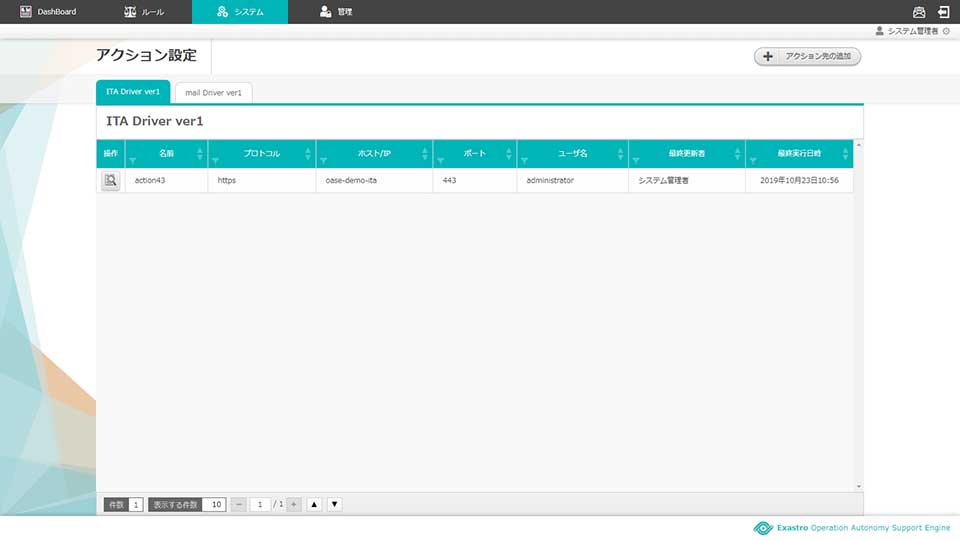 DashBoard
ルール
システム
管理
システム管理者
アクション設定
アクション先の追加
ITA Driver ver1
mail Driver ver1
ITA Driver ver1
操作 名前 プロトコル ホスト/IP ポート ユーザ名 最終更新者 最終実行日時
action43 https oase-demo-ita 443 administrator システム管理者 2019年10月23日10:56
件数 1 表示する件数 10 − 1 / 1 + ▲ ▼
Exastro Operation Autonomy Support Engine